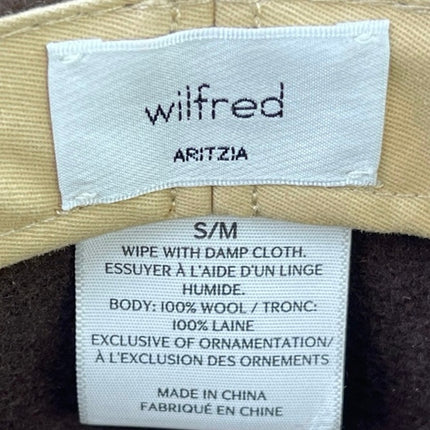 wilfred
ARITZIA
S/M
WIPE WITH DAMP CLOTH.
ESSUYER À L'AIDE D'UN LINGE
HUMIDE.
BODY: 100% WOOL / TRONC:
100% LAINE
EXCLUSIVE OF ORNAMENTATION/
À L'EXCLUSION DES ORNEMENTS
MADE IN CHINA
FABRIQUÉ EN CHINE